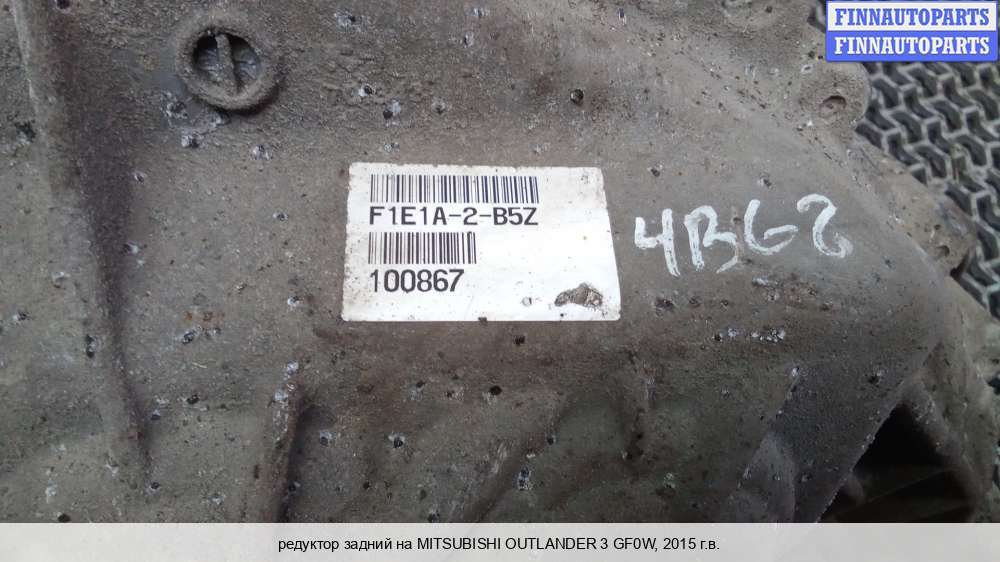 FINNAUTOPARTS
FINNAUTOPARTS
F1E1A-2-B5Z
100867
4B62
редуктор задний на MITSUBISHI OUTLANDER 3 GF0W, 2015 г.в.